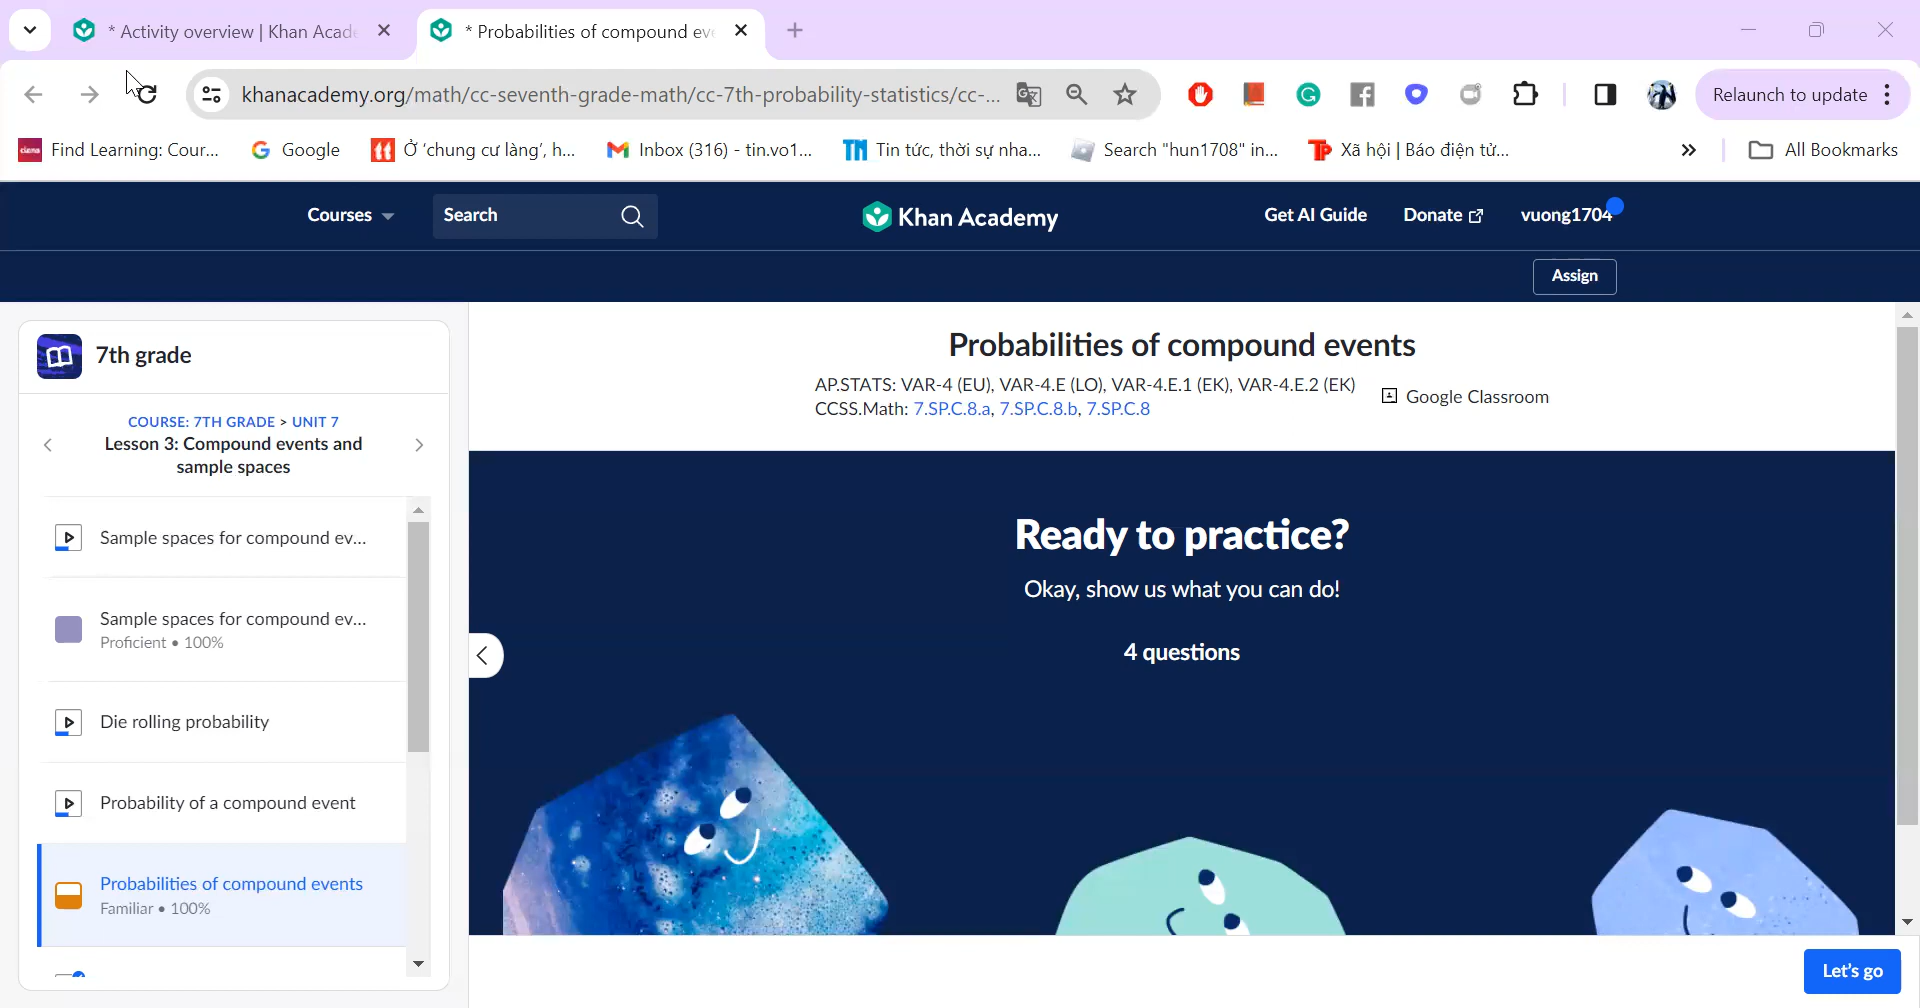 * Activity overview | Khan Acad
* Probabilities of compound eve
khanacademy.org/math/cc-seventh-grade-math/cc-7th-probability-statistics/cc-...
Relaunch to update
Find Learning: Cour...
Google
Ở 'chung cư làng', h...
Inbox (316) - tin.vo1...
Tin tức, thời sự nha...
Search "hun1708" in...
Xã hội | Báo điện tử...
All Bookmarks
Courses
Search
Khan Academy
Get AI Guide
Donate
vuong1704
Assign
7th grade
COURSE: 7TH GRADE > UNIT 7
Lesson 3: Compound events and
sample spaces
Sample spaces for compound ev...
Sample spaces for compound ev...
Proficient • 100%
Die rolling probability
Probability of a compound event
Probabilities of compound events
Familiar • 100%
Probabilities of compound events
AP.STATS: VAR-4 (EU), VAR-4.E (LO), VAR-4.E.1 (EK), VAR-4.E.2 (EK)
CCSS.Math: 7.SP.C.8.a, 7.SP.C.8.b, 7.SP.C.8
Google Classroom
Ready to practice?
Okay, show us what you can do!
4 questions
Let's go